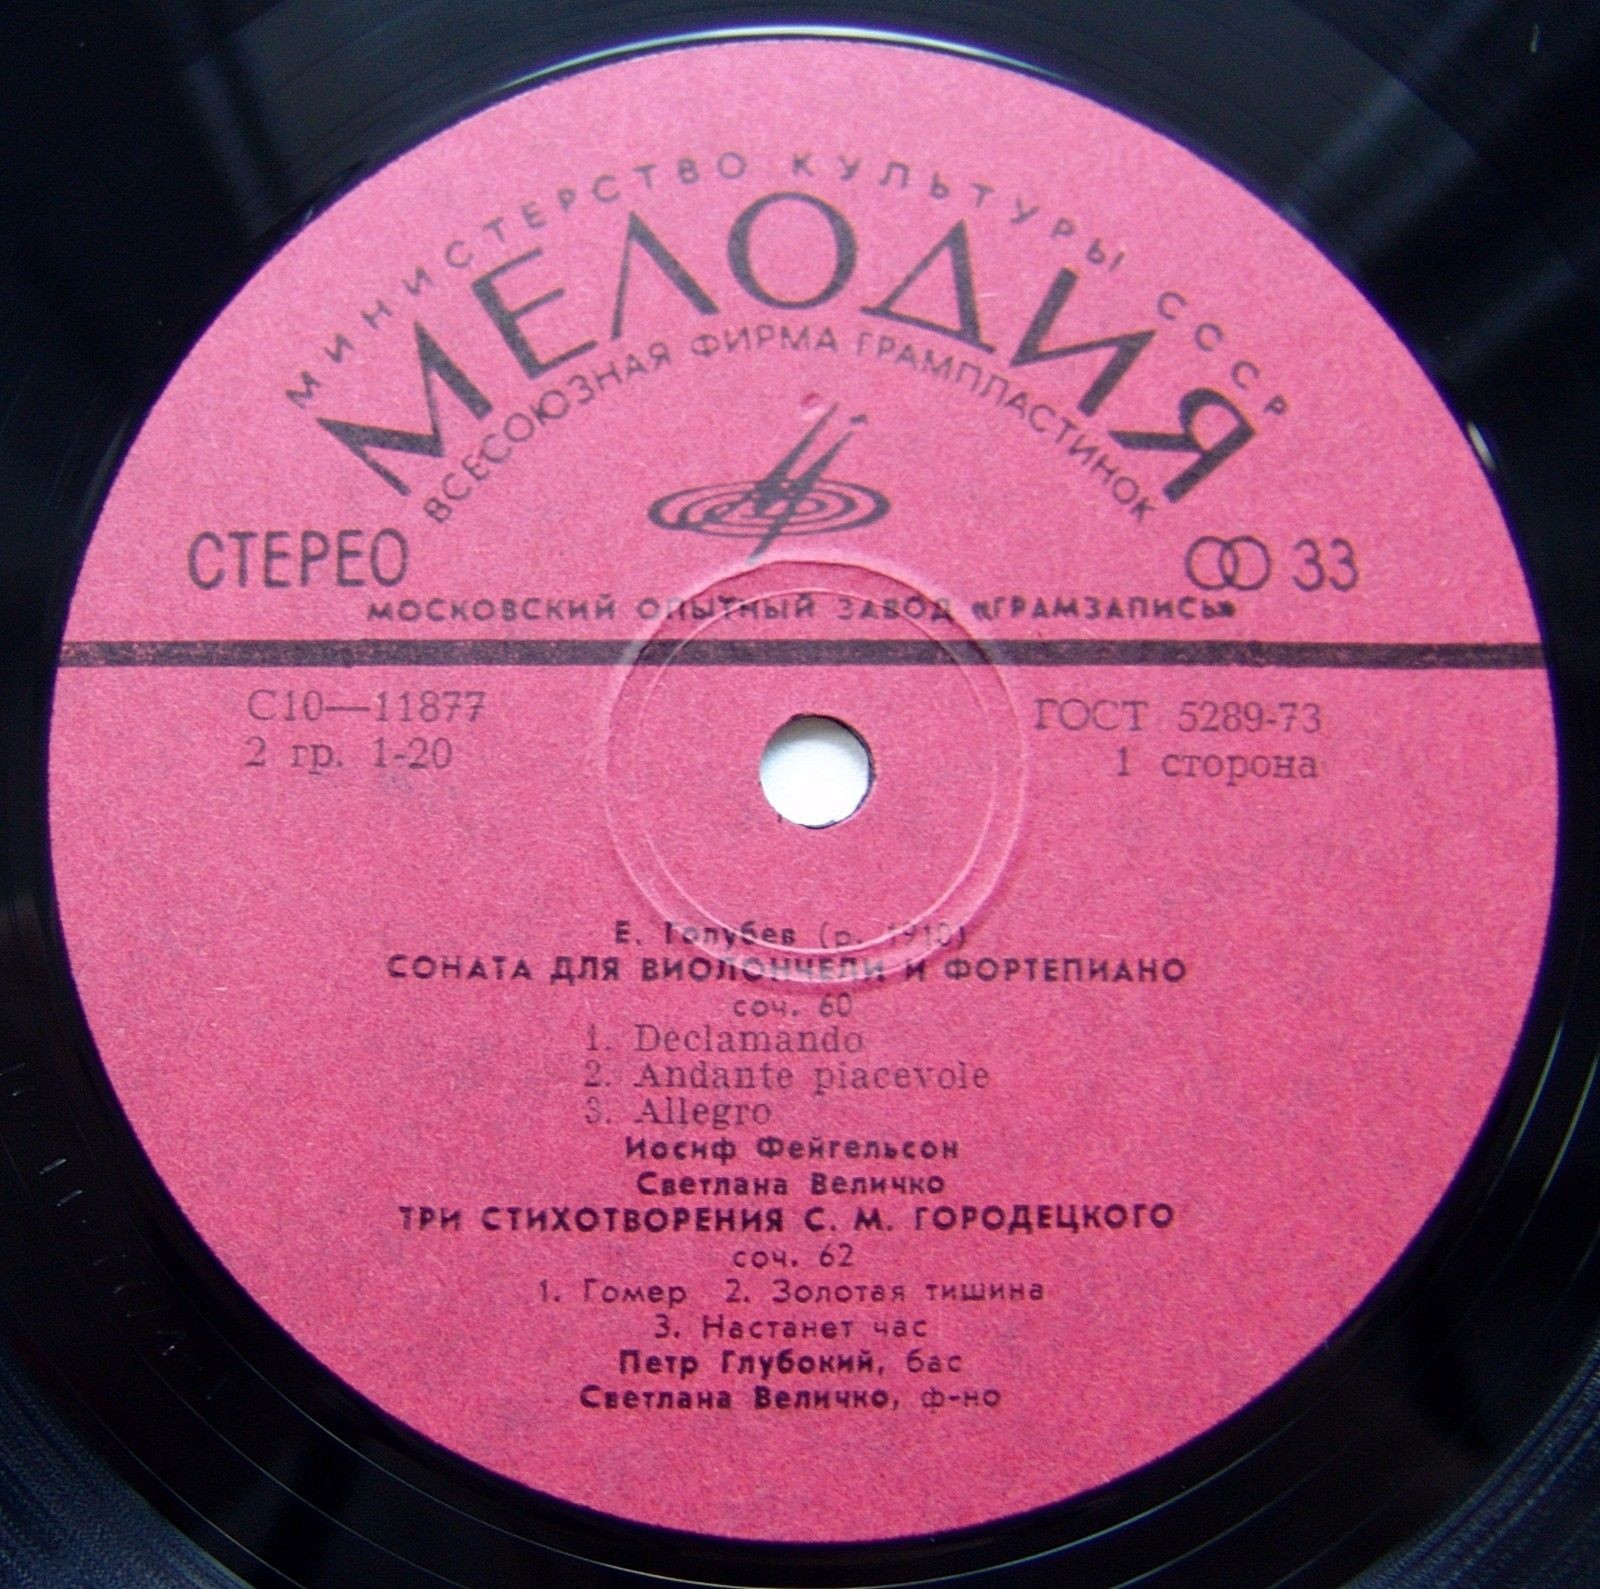 МИНИСТЕРСТВО КУЛЬТУРЫ СССР
МЕЛОДИЯ
ВСЕСОЮЗНАЯ ФИРМА ГРАМПЛАСТИНОК
СТЕРЕО
33
МОСКОВСКИЙ ОПЫТНЫЙ ЗАВОД «ГРАМЗАПИСЬ»
С10—11877
ГОСТ 5289-73
2 гр. 1-20
1 сторона
Е. Голубев (р. 1910)
СОНАТА ДЛЯ ВИОЛОНЧЕЛИ И ФОРТЕПИАНО
соч. 60
1. Declamando
2. Andante piacevole
3. Allegro
Иосиф Фейгельсон
Светлана Величко
ТРИ СТИХОТВОРЕНИЯ С. М. ГОРОДЕЦКОГО
соч. 62
1. Гомер 2. Золотая тишина
3. Настанет час
Петр Глубокий, бас
Светлана Величко, ф-но